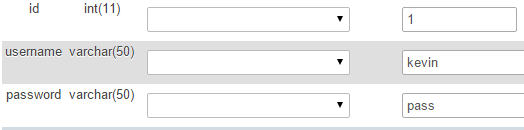 id int(11) 1
username varchar(50) kevin
password varchar(50) pass